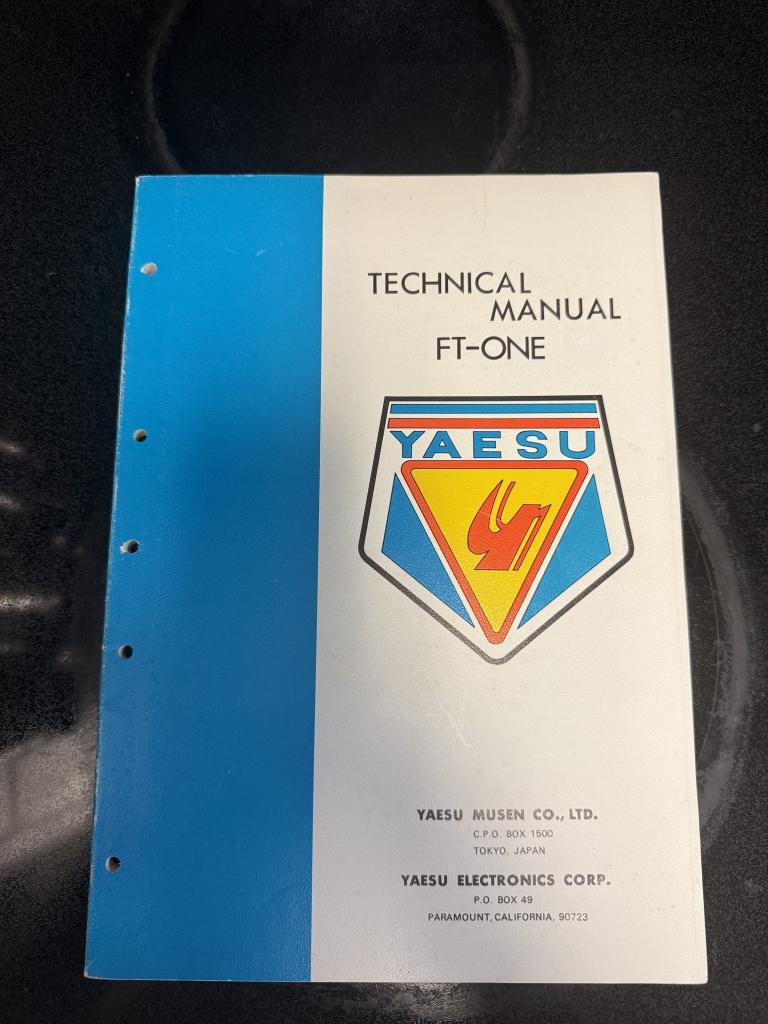 TECHNICAL
MANUAL
FT-ONE
YAESU
YAESU MUSEN CO., LTD.
C.P.O. BOX 1500
TOKYO, JAPAN
YAESU ELECTRONICS CORP.
P.O. BOX 49
PARAMOUNT, CALIFORNIA, 90723